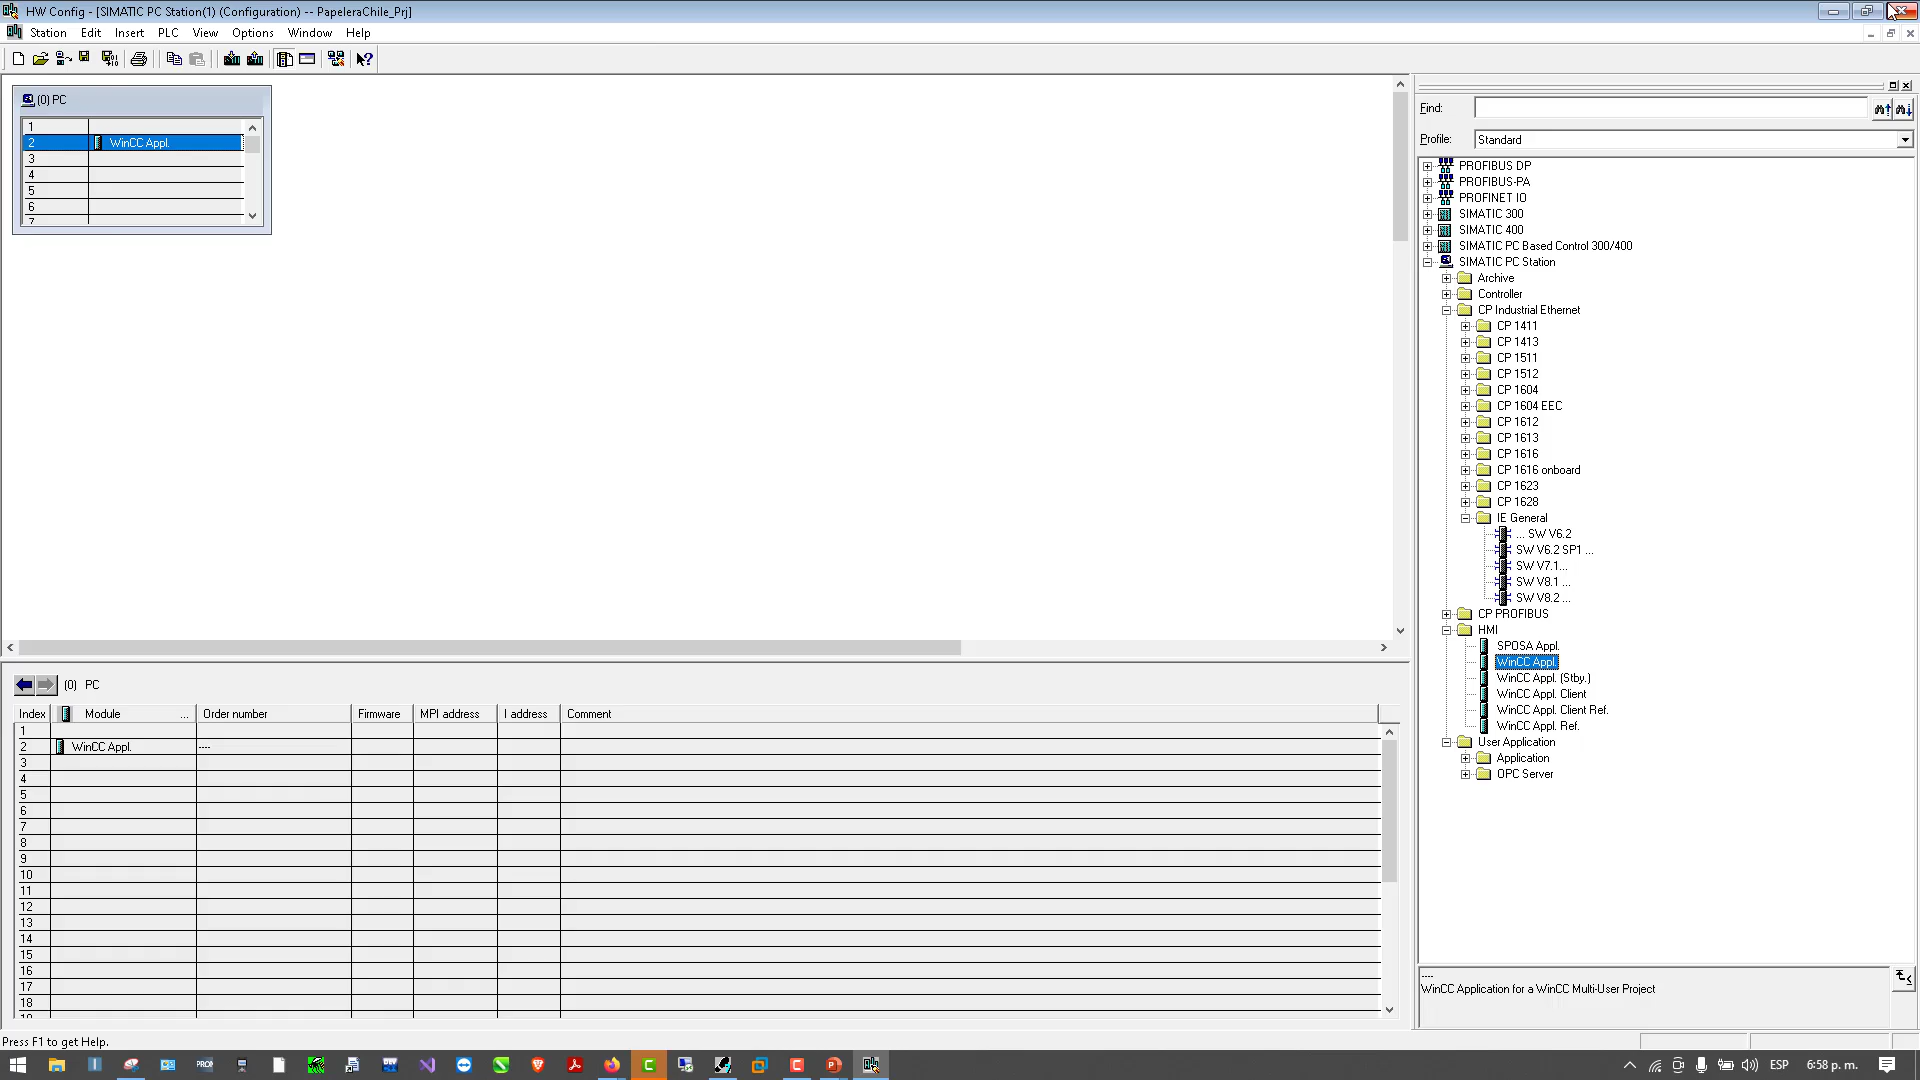 HW Config - [SIMATIC PC Station(1) (Configuration) -- PapeleraChile_Prj]
Station Edit Insert PLC View Options Window Help
(0) PC
1
2 WinCC Appl.
3
4
5
6
7
Find:
Profile: Standard
PROFIBUS DP
PROFIBUS-PA
PROFINET IO
SIMATIC 300
SIMATIC 400
SIMATIC PC Based Control 300/400
SIMATIC PC Station
Archive
Controller
CP Industrial Ethernet
CP 1411
CP 1413
CP 1511
CP 1512
CP 1604
CP 1604 EEC
CP 1612
CP 1613
CP 1616
CP 1616 onboard
CP 1623
CP 1628
IE General
... SW V6.2
SW V6.2 SP1 ...
SW V7.1...
SW V8.1 ...
SW V8.2 ...
CP PROFIBUS
HMI
SPOSA Appl.
WinCC Appl.
WinCC Appl. (Stby.)
WinCC Appl. Client
WinCC Appl. Client Ref.
WinCC Appl. Ref.
User Application
Application
OPC Server
----
WinCC Application for a WinCC Multi-User Project
(0) PC
Index Module ... Order number Firmware MPI address I address Comment
1
2 WinCC Appl. ----
3
4
5
6
7
8
9
10
11
12
13
14
15
16
17
18
19
Press F1 to get Help.
ESP 6:58 p. m.